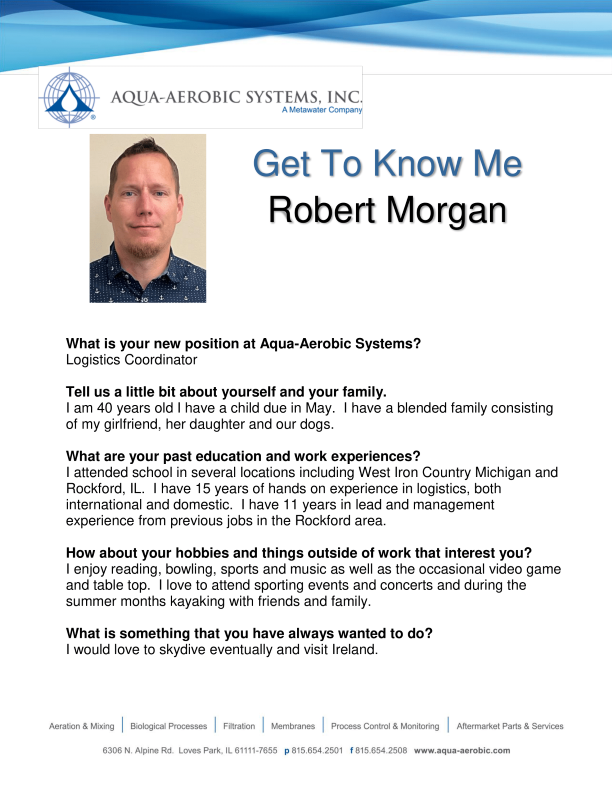 AQUA-AEROBIC SYSTEMS, INC.
A Metawater Company
®
Get To Know Me
Robert Morgan
What is your new position at Aqua-Aerobic Systems?
Logistics Coordinator
Tell us a little bit about yourself and your family.
I am 40 years old I have a child due in May. I have a blended family consisting
of my girlfriend, her daughter and our dogs.
What are your past education and work experiences?
I attended school in several locations including West Iron Country Michigan and
Rockford, IL. I have 15 years of hands on experience in logistics, both
international and domestic. I have 11 years in lead and management
experience from previous jobs in the Rockford area.
How about your hobbies and things outside of work that interest you?
I enjoy reading, bowling, sports and music as well as the occasional video game
and table top. I love to attend sporting events and concerts and during the
summer months kayaking with friends and family.
What is something that you have always wanted to do?
I would love to skydive eventually and visit Ireland.
Aeration & Mixing | Biological Processes | Filtration | Membranes | Process Control & Monitoring | Aftermarket Parts & Services
6306 N. Alpine Rd. Loves Park, IL 61111-7655 p 815.654.2501 f 815.654.2508 www.aqua-aerobic.com